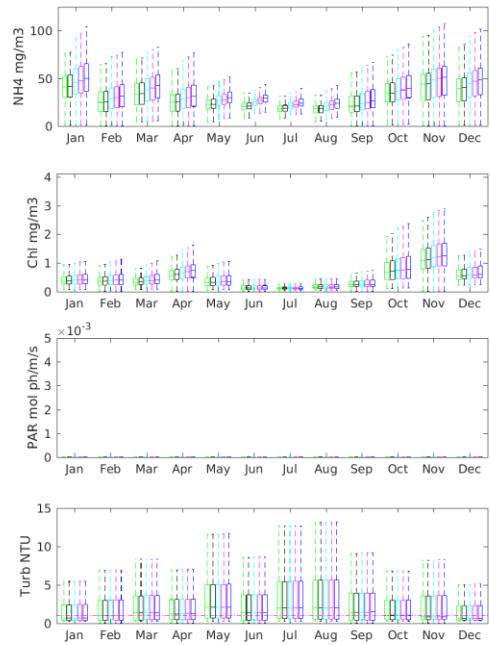 100
50
0
NH4 mg/m3
Jan Feb Mar Apr May Jun Jul Aug Sep Oct Nov Dec
4
3
2
1
0
Chl mg/m3
Jan Feb Mar Apr May Jun Jul Aug Sep Oct Nov Dec
×10-3
5
4
3
2
1
0
PAR mol ph/m/s
Jan Feb Mar Apr May Jun Jul Aug Sep Oct Nov Dec
15
10
5
0
Turb NTU
Jan Feb Mar Apr May Jun Jul Aug Sep Oct Nov Dec